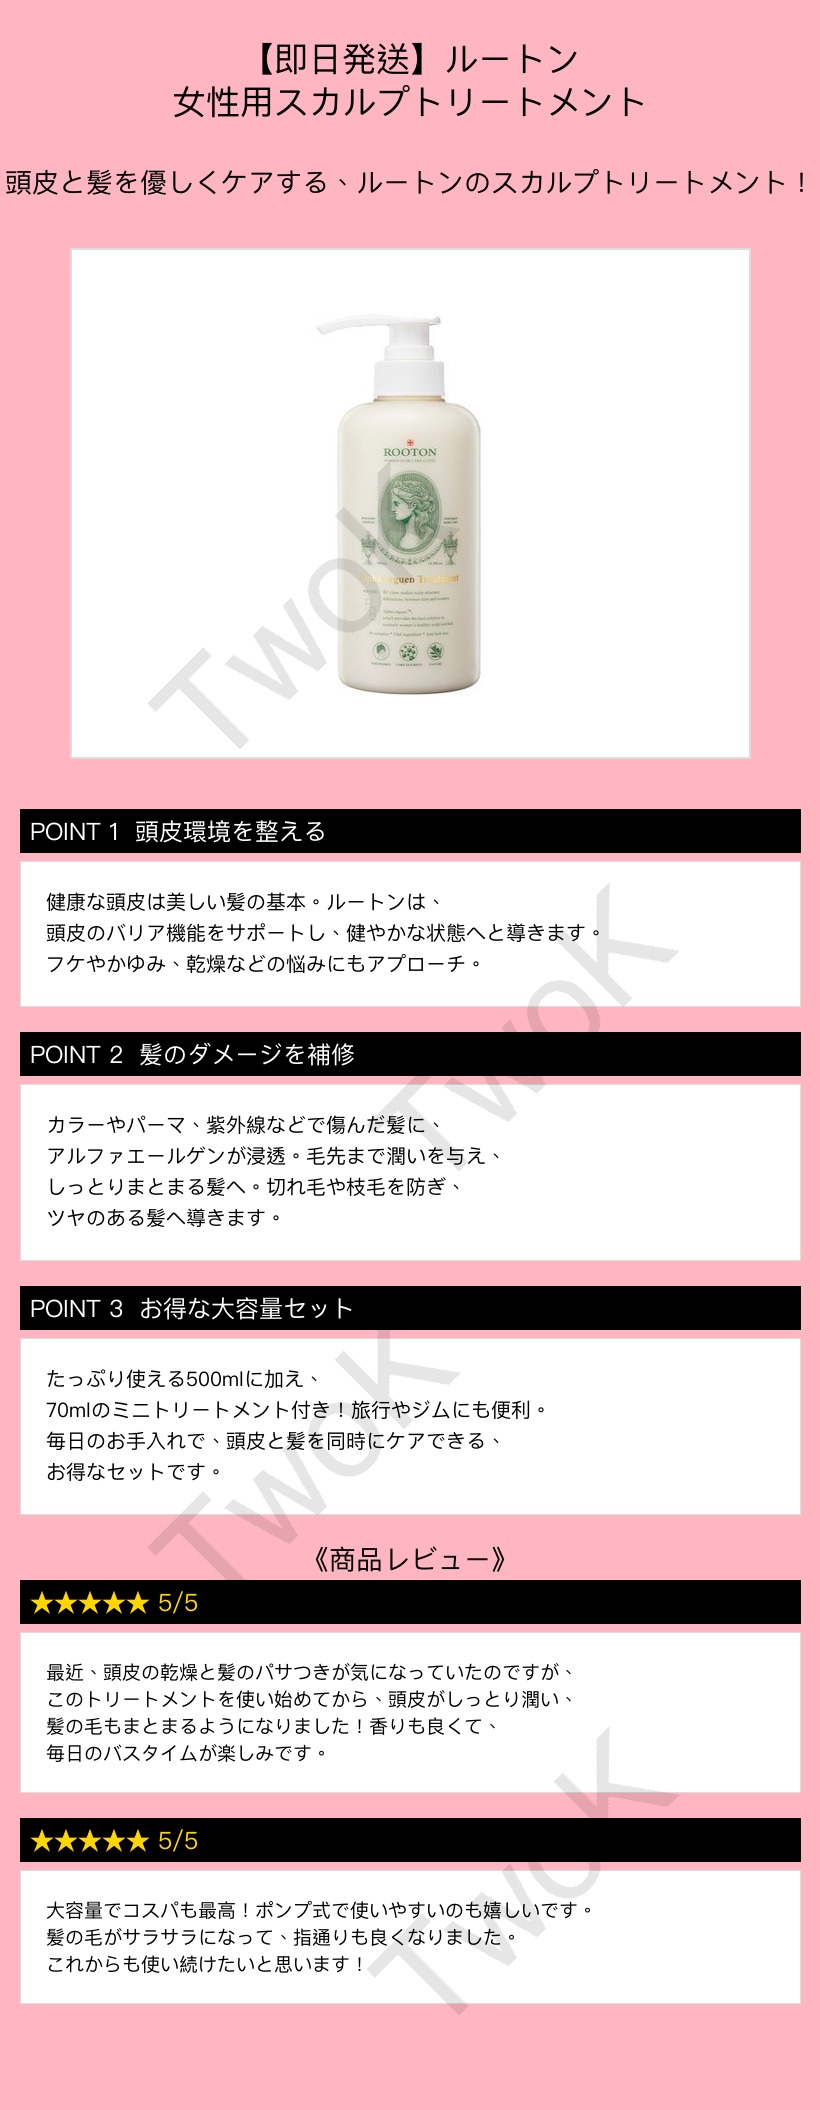 【即日発送】ルートン
女性用スカルプトリートメント
頭皮と髪を優しくケアする、ルートンのスカルプトリートメント！
ROOTON
POINT 1 頭皮環境を整える
健康な頭皮は美しい髪の基本。ルートンは、
頭皮のバリア機能をサポートし、健やかな状態へと導きます。
フケやかゆみ、乾燥などの悩みにもアプローチ。
POINT 2 髪のダメージを補修
カラーやパーマ、紫外線などで傷んだ髪に、
アルファエールゲンが浸透。毛先まで潤いを与え、
しっとりまとまる髪へ。切れ毛や枝毛を防ぎ、
ツヤのある髪へ導きます。
POINT 3 お得な大容量セット
たっぷり使える500mlに加え、
70mlのミニトリートメント付き！旅行やジムにも便利。
毎日のお手入れで、頭皮と髪を同時にケアできる、
お得なセットです。
《商品レビュー》
★★★★★ 5/5
最近、頭皮の乾燥と髪のパサつきが気になっていたのですが、
このトリートメントを使い始めてから、頭皮がしっとり潤い、
髪の毛もまとまるようになりました！香りも良くて、
毎日のバスタイムが楽しみです。
★★★★★ 5/5
大容量でコスパも最高！ポンプ式で使いやすいのも嬉しいです。
髪の毛がサラサラになって、指通りも良くなりました。
これからも使い続けたいと思います！
TwoK
TwoK
TwoK
TwoK